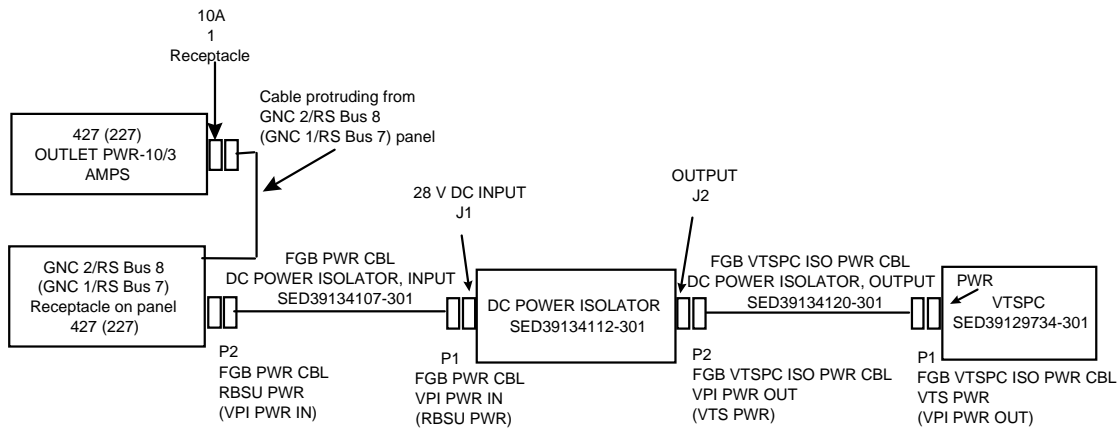 10A
1
Receptacle
Cable protruding from
GNC 2/RS Bus 8
(GNC 1/RS Bus 7) panel
427 (227)
OUTLET PWR-10/3
AMPS
28 V DC INPUT
J1
OUTPUT
J2
GNC 2/RS Bus 8
(GNC 1/RS Bus 7)
Receptacle on panel
427 (227)
FGB PWR CBL
DC POWER ISOLATOR, INPUT
SED39134107-301
DC POWER ISOLATOR
SED39134112-301
FGB VTSPC ISO PWR CBL
DC POWER ISOLATOR, OUTPUT
SED39134120-301
PWR
VTSPC
SED39129734-301
P2
FGB PWR CBL
RBSU PWR
(VPI PWR IN)
P1
FGB PWR CBL
VPI PWR IN
(RBSU PWR)
P2
FGB VTSPC ISO PWR CBL
VPI PWR OUT
(VTS PWR)
P1
FGB VTSPC ISO PWR CBL
VTS PWR
(VPI PWR OUT)